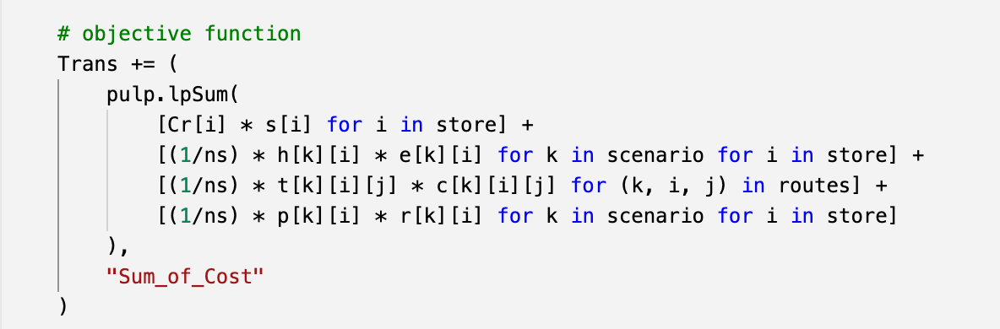 # objective function
Trans += (
pulp.lpSum(
[Cr[i] * s[i] for i in store] +
[(1/ns) * h[k][i] * e[k][i] for k in scenario for i in store] +
[(1/ns) * t[k][i][j] * c[k][i][j] for (k, i, j) in routes] +
[(1/ns) * p[k][i] * r[k][i] for k in scenario for i in store]
),
"Sum_of_Cost"
)